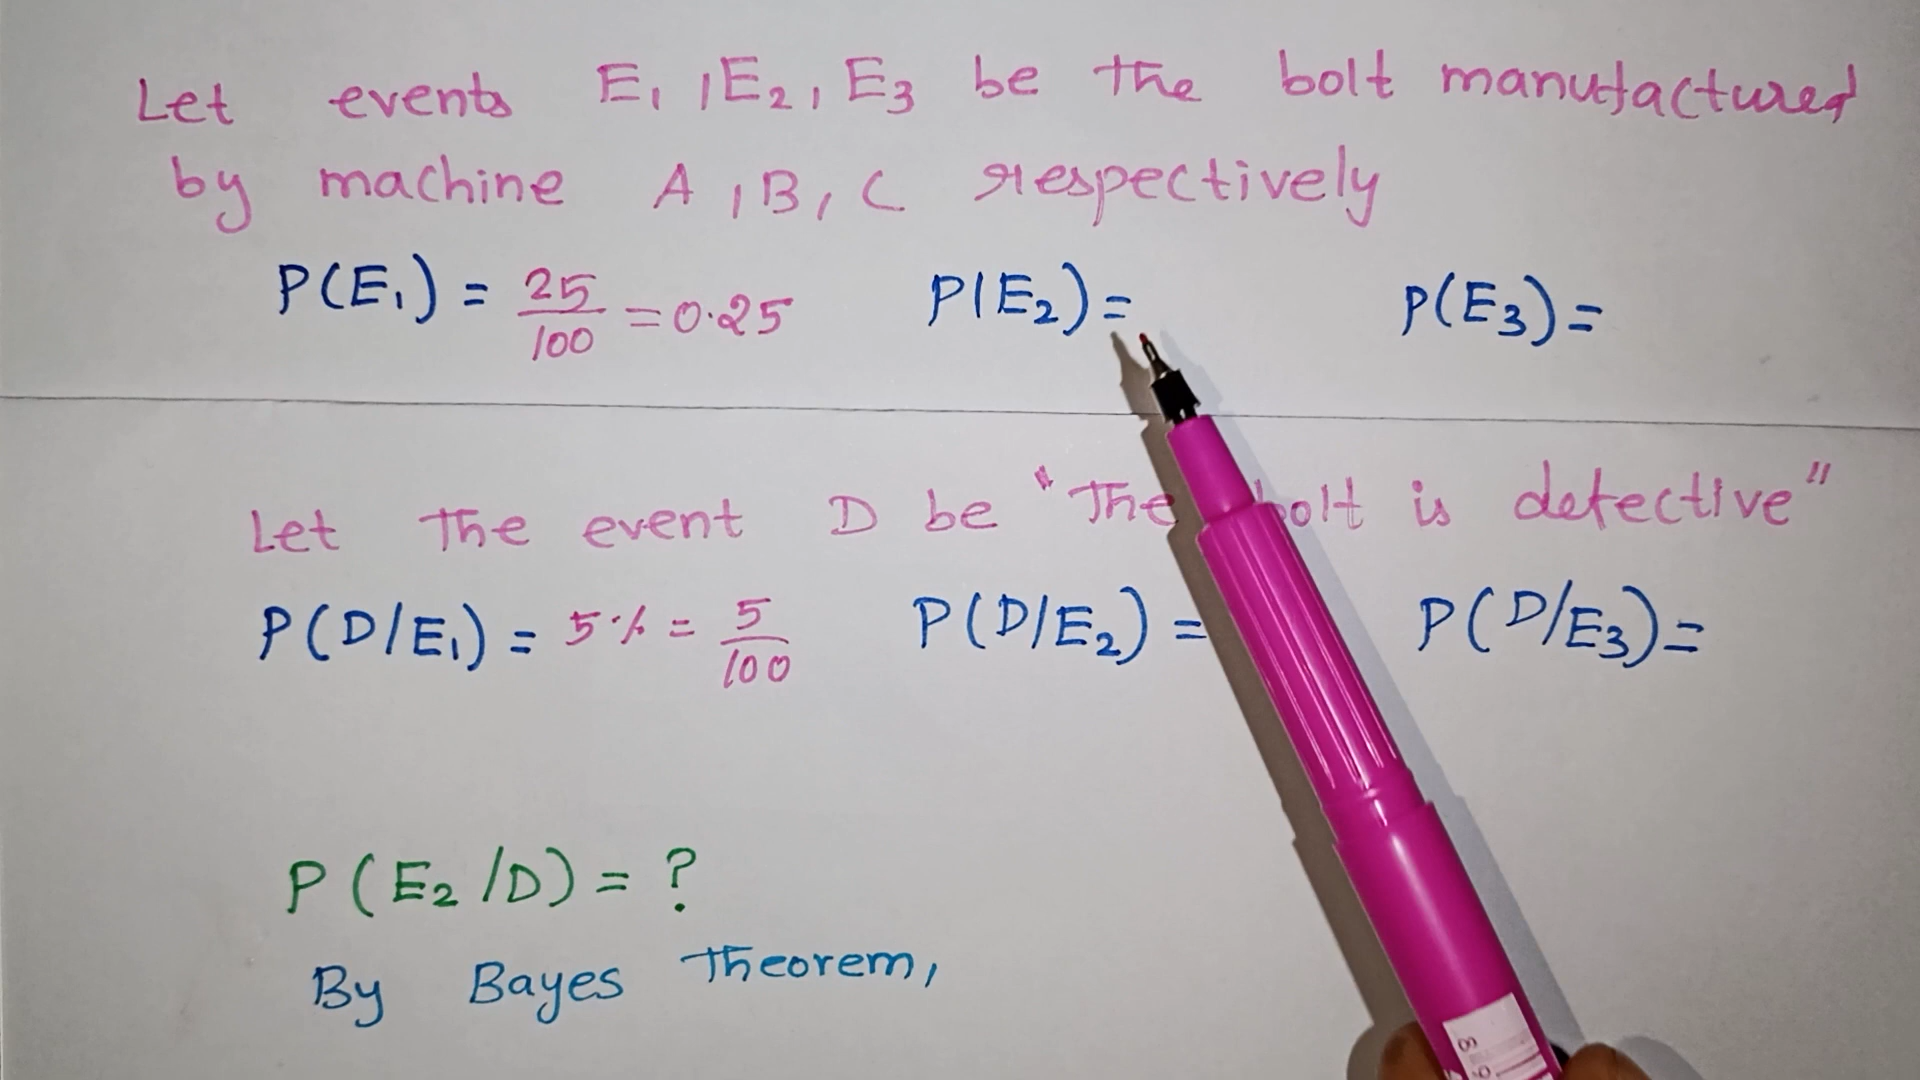 Let events E1, E2, E3 be the bolt manufactured
by machine A, B, C respectively
P(E1) = 25/100 = 0.25 P(E2) = P(E3) =
Let the event D be "The bolt is defective"
P(D/E1) = 5% = 5/100 P(D/E2) = P(D/E3) =
P(E2/D) = ?
By Bayes Theorem,